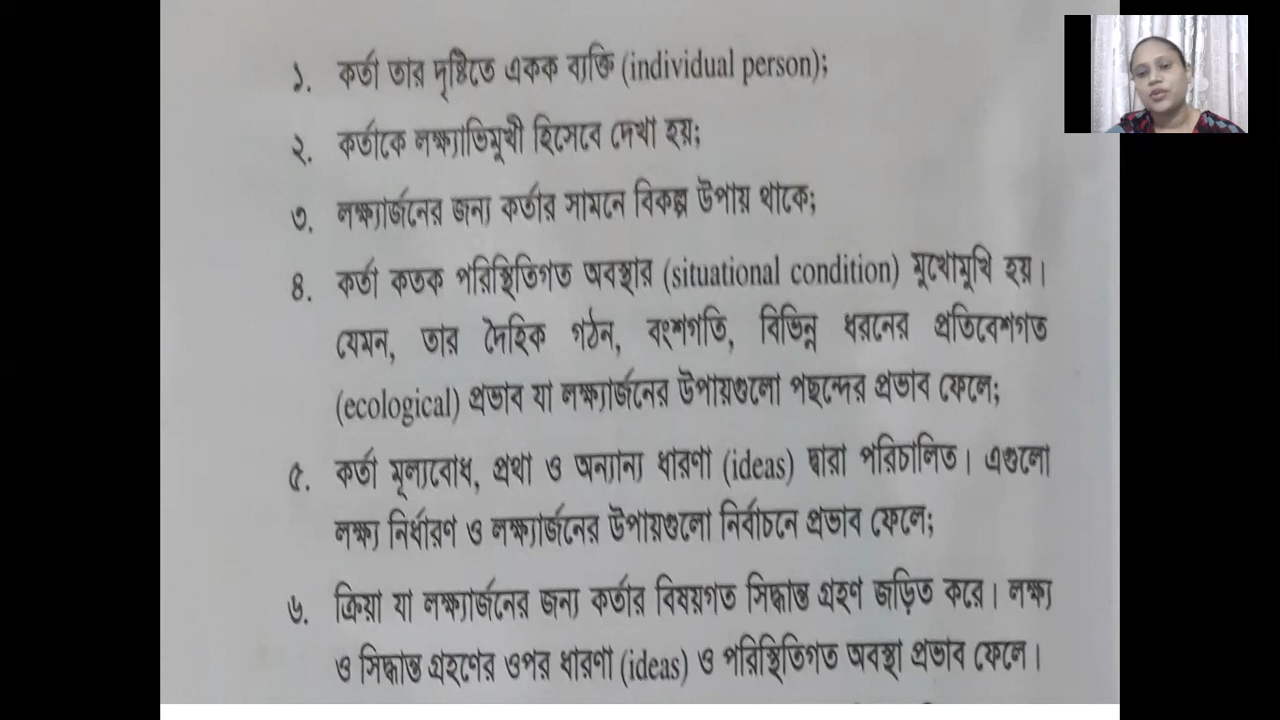 ১. কর্তা তার দৃষ্টিতে একক ব্যক্তি (individual person);
২. কর্তাকে লক্ষ্যাভিমুখী হিসেবে দেখা হয়;
৩. লক্ষ্যার্জনের জন্য কর্তার সামনে বিকল্প উপায় থাকে;
৪. কর্তা কতক পরিস্থিতিগত অবস্থার (situational condition) মুখোমুখি হয়।
যেমন, তার দৈহিক গঠন, বংশগতি, বিভিন্ন ধরনের প্রতিবেশগত
(ecological) প্রভাব যা লক্ষ্যার্জনের উপায়গুলো পছন্দের প্রভাব ফেলে;
৫. কর্তা মূল্যবোধ, প্রথা ও অন্যান্য ধারণা (ideas) দ্বারা পরিচালিত। এগুলো
লক্ষ্য নির্ধারণ ও লক্ষ্যার্জনের উপায়গুলো নির্বাচনে প্রভাব ফেলে;
৬. ক্রিয়া যা লক্ষ্যার্জনের জন্য কর্তার বিষয়গত সিদ্ধান্ত গ্রহণ জড়িত করে। লক্ষ্য
ও সিদ্ধান্ত গ্রহণের ওপর ধারণা (ideas) ও পরিস্থিতিগত অবস্থা প্রভাব ফেলে।